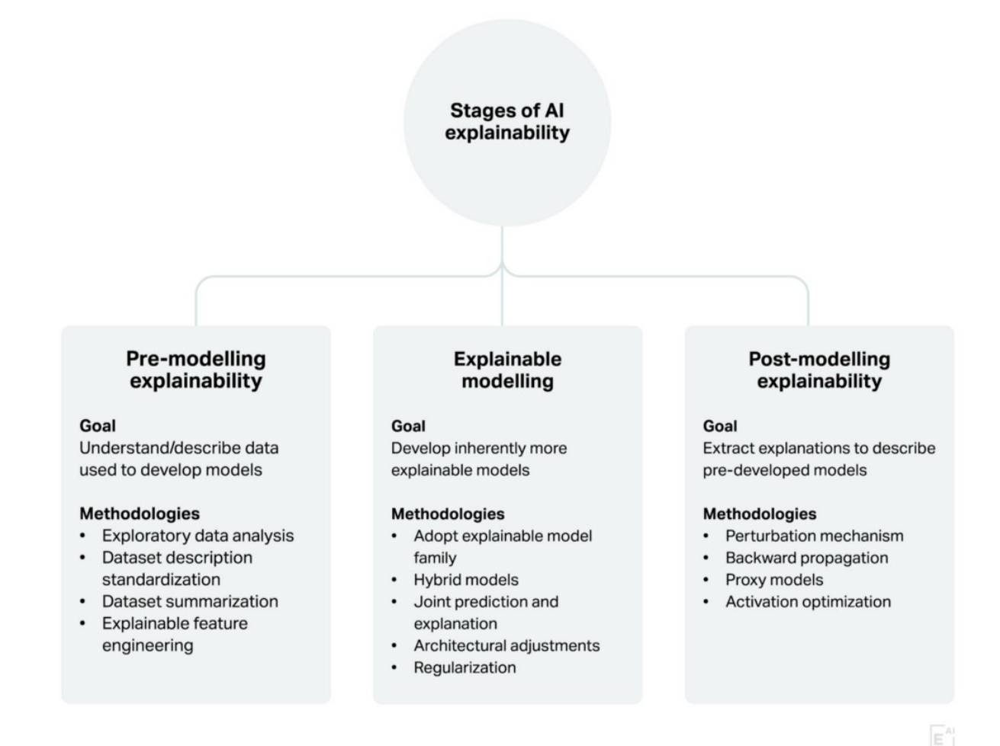 Stages of AI
explainability
Pre-modelling
explainability
Goal
Understand/describe data
used to develop models
Methodologies
• Exploratory data analysis
• Dataset description
standardization
• Dataset summarization
• Explainable feature
engineering
Explainable
modelling
Goal
Develop inherently more
explainable models
Methodologies
• Adopt explainable model
family
• Hybrid models
• Joint prediction and
explanation
• Architectural adjustments
• Regularization
Post-modelling
explainability
Goal
Extract explanations to describe
pre-developed models
Methodologies
• Perturbation mechanism
• Backward propagation
• Proxy models
• Activation optimization
E AI